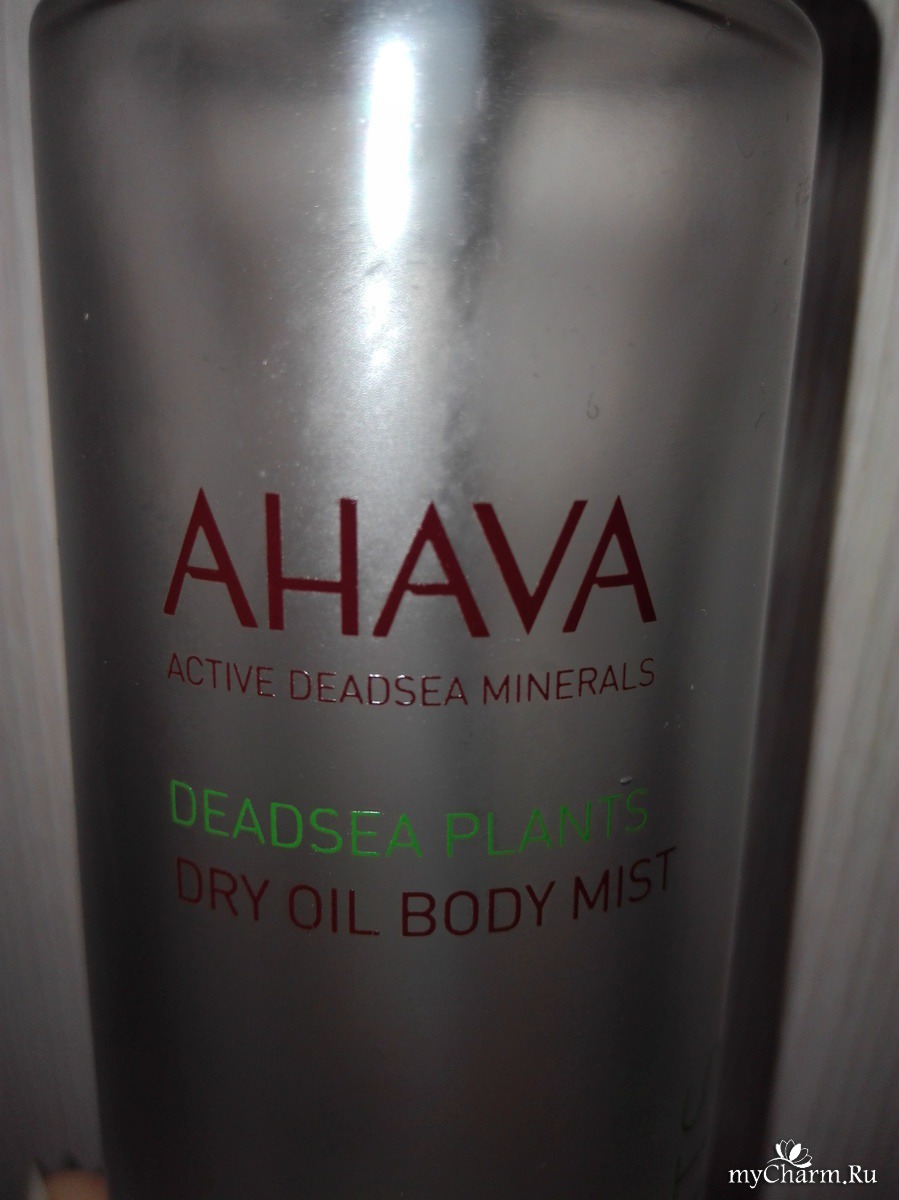 AHAVA
ACTIVE DEADSEA MINERALS
DEADSEA PLANTS
DRY OIL BODY MIST
myCharm.Ru